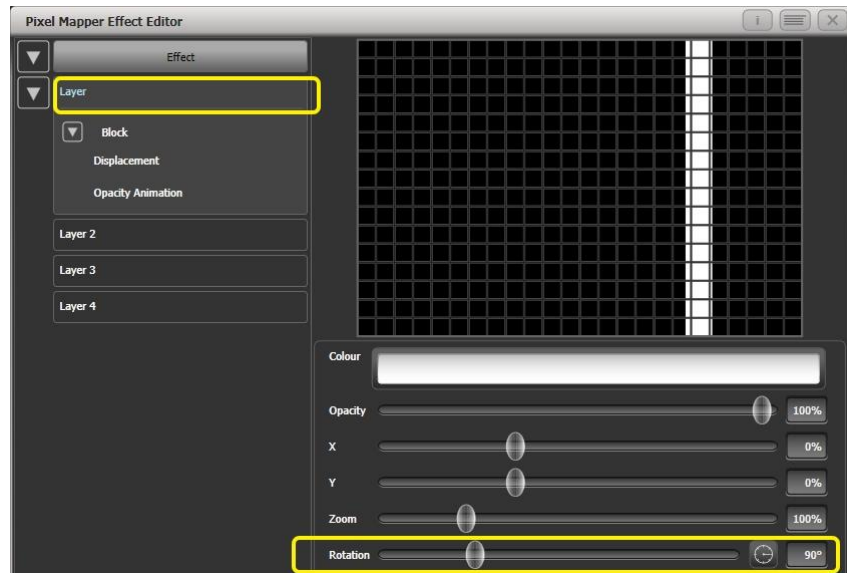 Pixel Mapper Effect Editor
i
Effect
Layer
Block
Displacement
Opacity Animation
Layer 2
Layer 3
Layer 4
Colour
Opacity 100%
X 0%
Y 0%
Zoom 100%
Rotation 90°